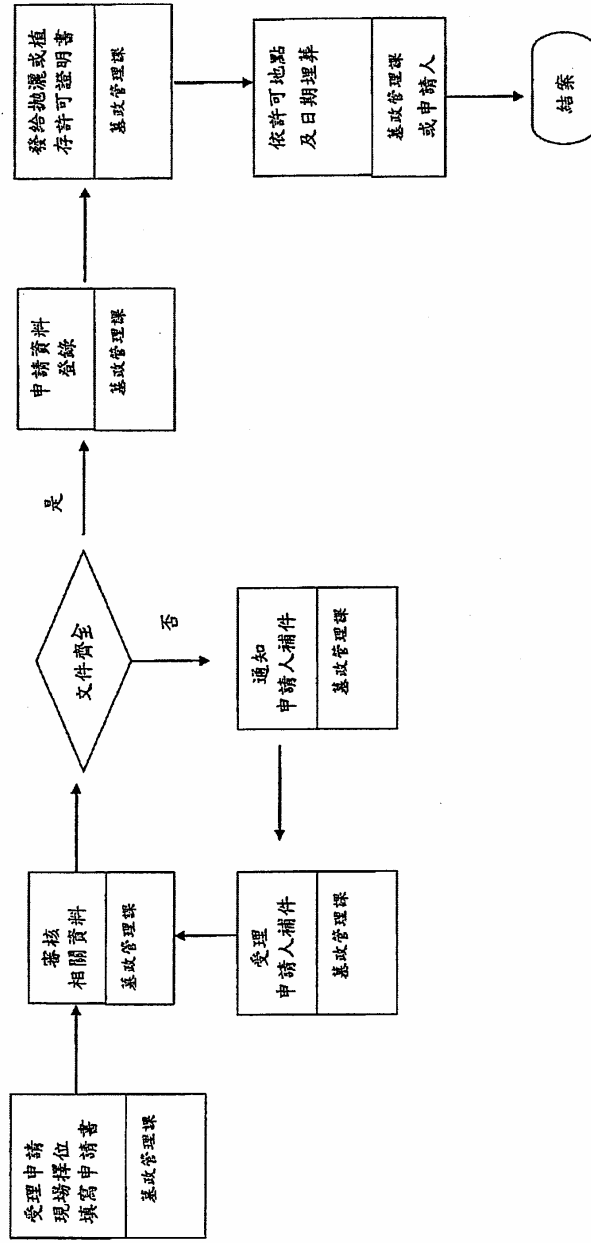 受理申請
現場擇位
填寫申請書
墓政管理課
審核
相關資料
墓政管理課
文件齊全
是
否
通知
申請人補件
墓政管理課
受理
申請人補件
墓政管理課
申請資料
登錄
墓政管理課
發給拋灑或植
存許可證明書
墓政管理課
依許可地點
及日期埋葬
墓政管理課
或申請人
結案